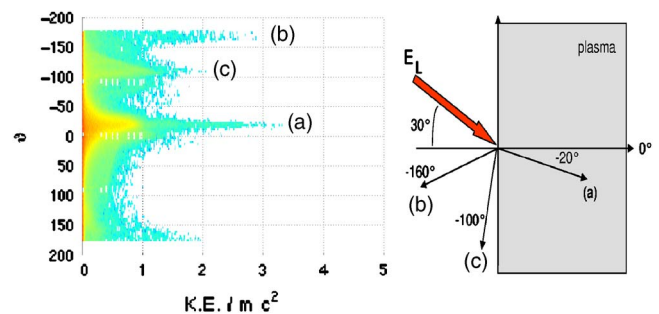 −200
−150
−100
−50
0
50
100
150
200
ϑ
(b)
(c)
(a)
0 1 2 3 4 5
K.E. / m c²
E_L
plasma
30°
0°
-20°
-160°
(a)
(b)
-100°
(c)